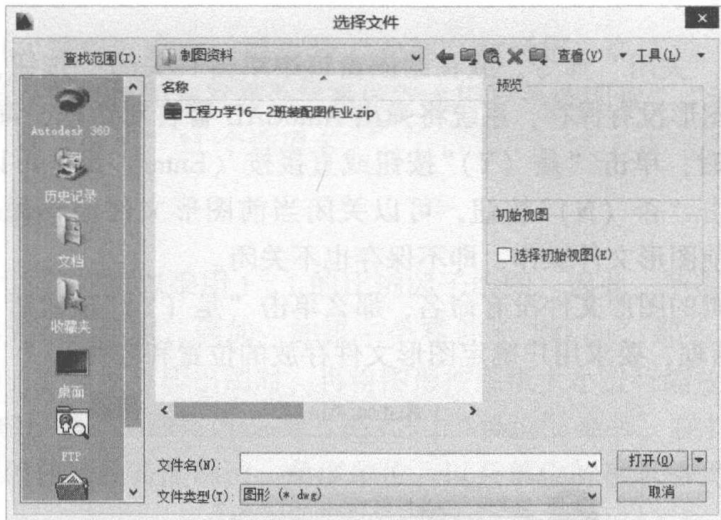 选择文件
查找范围(I):
制图资料
查看(V)
工具(L)
名称
工程力学16—2班装配图作业.zip
预览
初始视图
选择初始视图(E)
Autodesk 360
历史记录
文档
收藏夹
桌面
FTP
文件名(N):
打开(O)
文件类型(T):
图形 (*.dwg)
取消